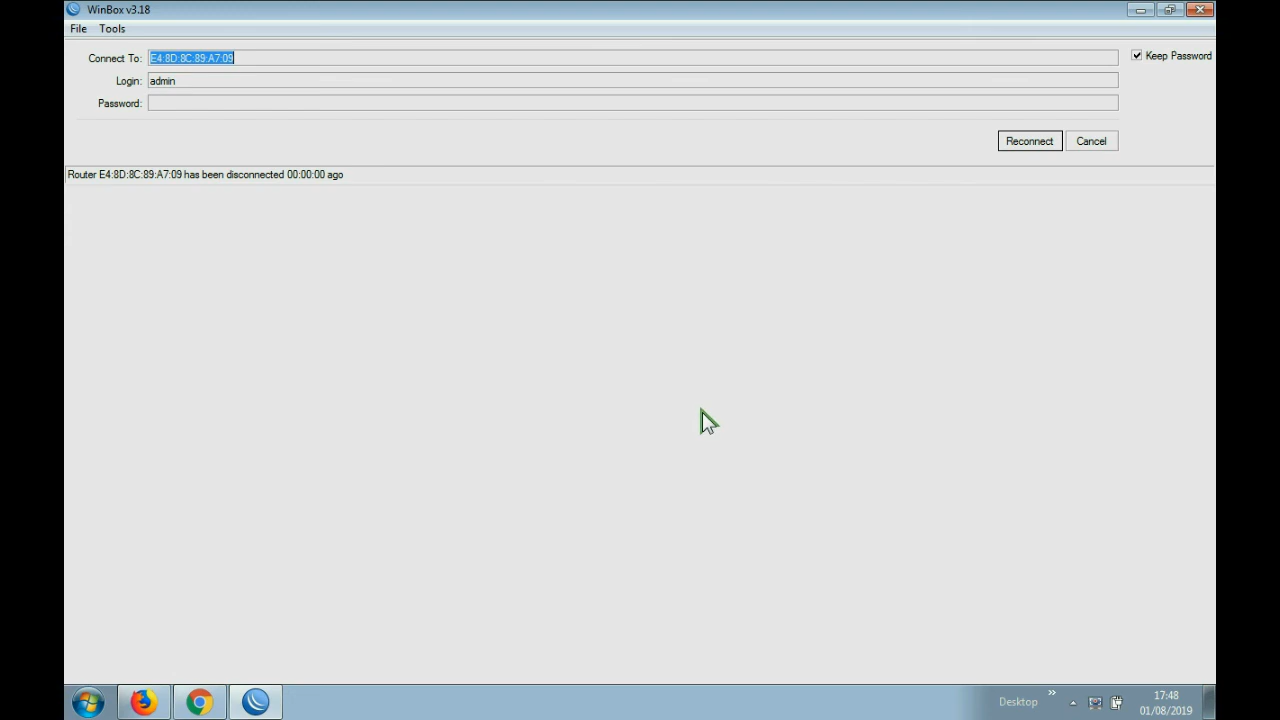 WinBox v3.18
File Tools
Connect To: E4:8D:8C:89:A7:09
Keep Password
Login: admin
Password:
Reconnect Cancel
Router E4:8D:8C:89:A7:09 has been disconnected 00:00:00 ago
Desktop
17:48
01/08/2019